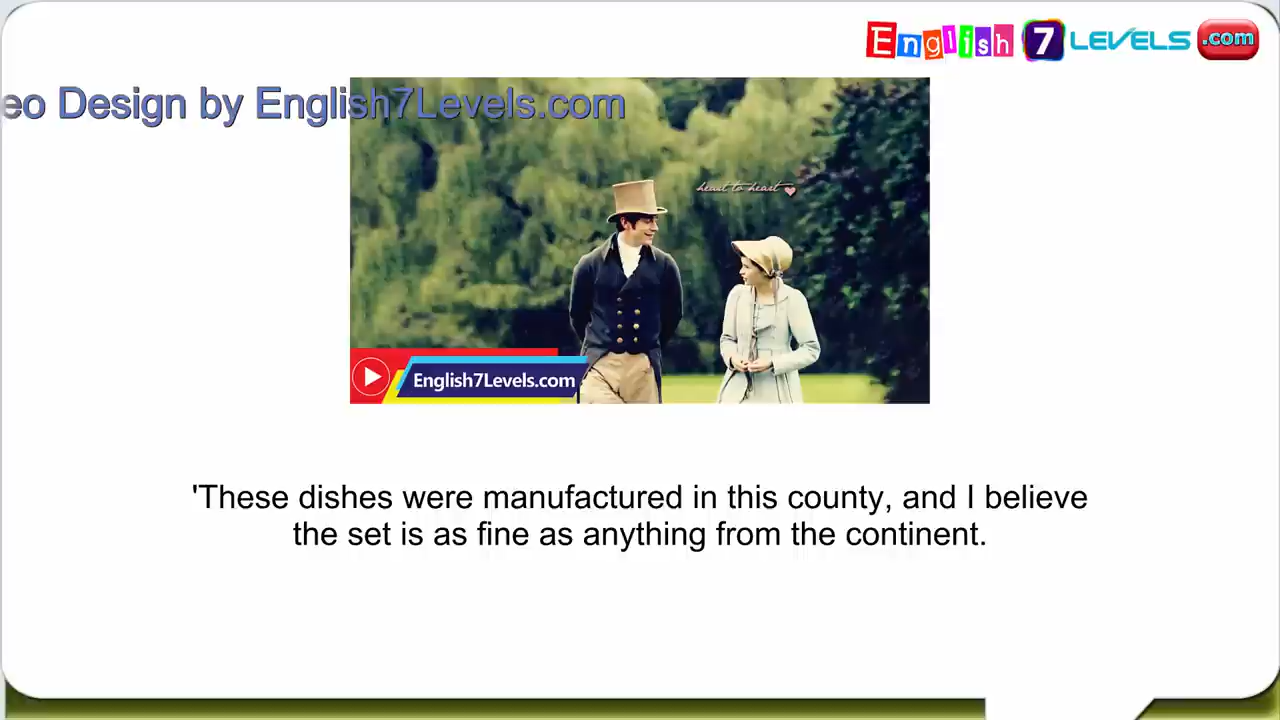 English 7 LEVELS .com
eo Design by English7Levels.com
heart to heart
English7Levels.com
'These dishes were manufactured in this county, and I believe
the set is as fine as anything from the continent.